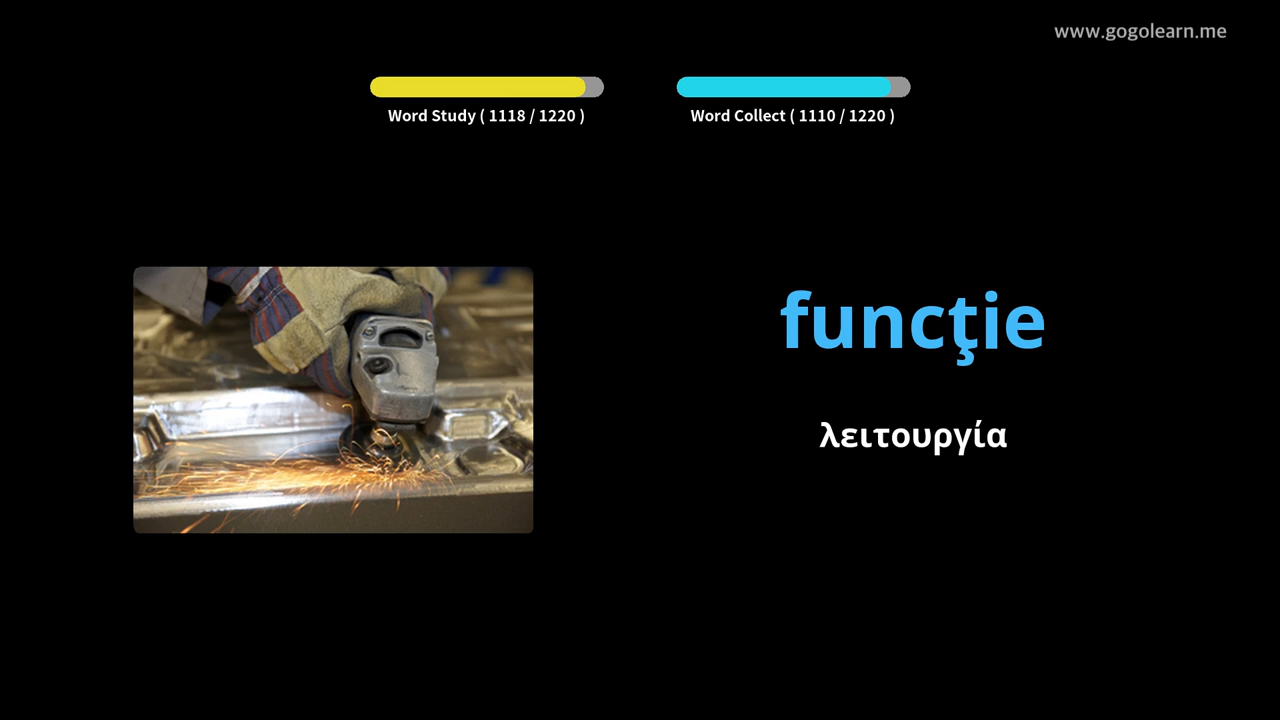 www.gogolearn.me
Word Study ( 1118 / 1220 )
Word Collect ( 1110 / 1220 )
funcţie
λειτουργία